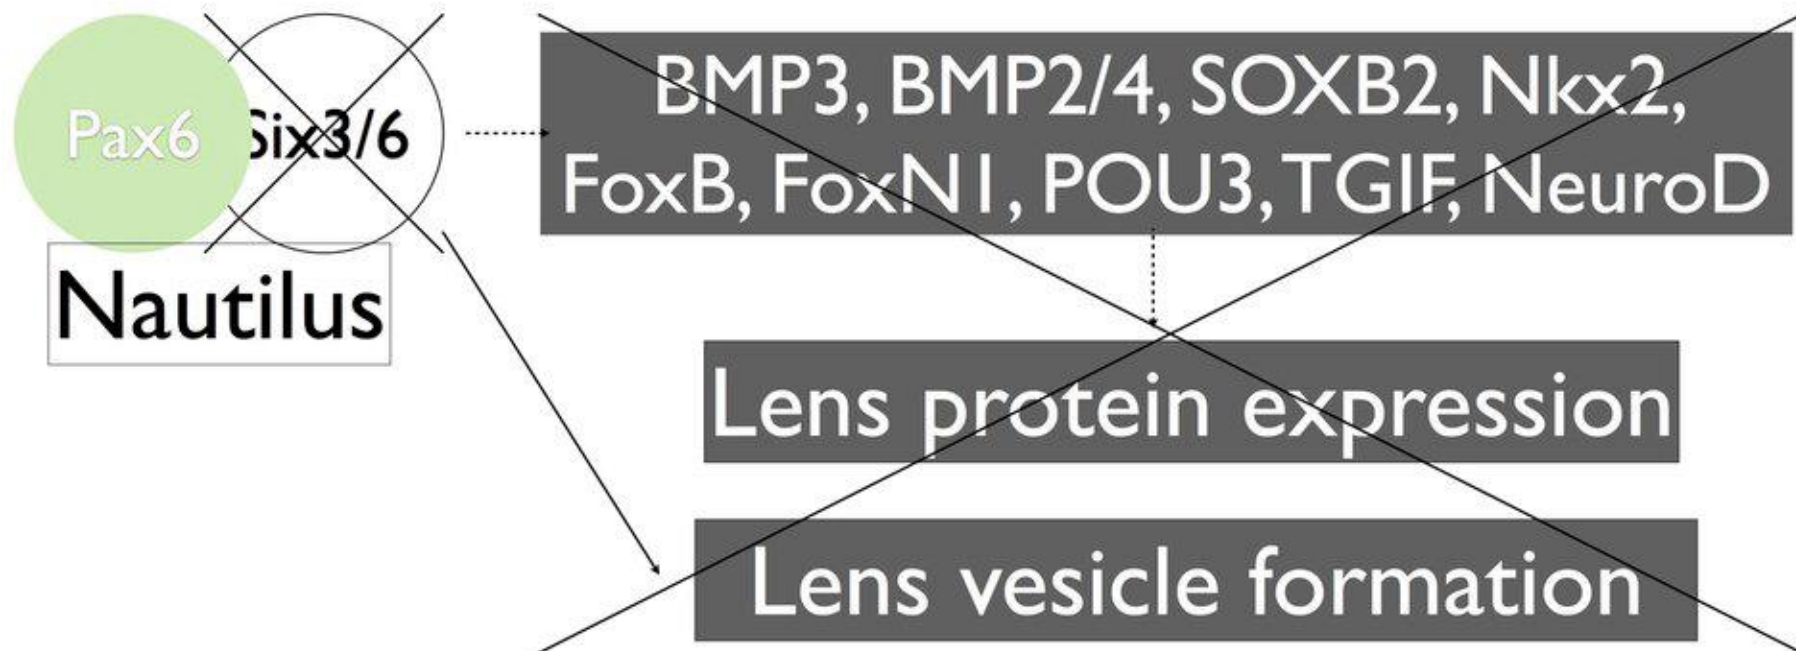 Pax6
Six3/6
Nautilus
BMP3, BMP2/4, SOXB2, Nkx2,
FoxB, FoxN1, POU3, TGIF, NeuroD
Lens protein expression
Lens vesicle formation